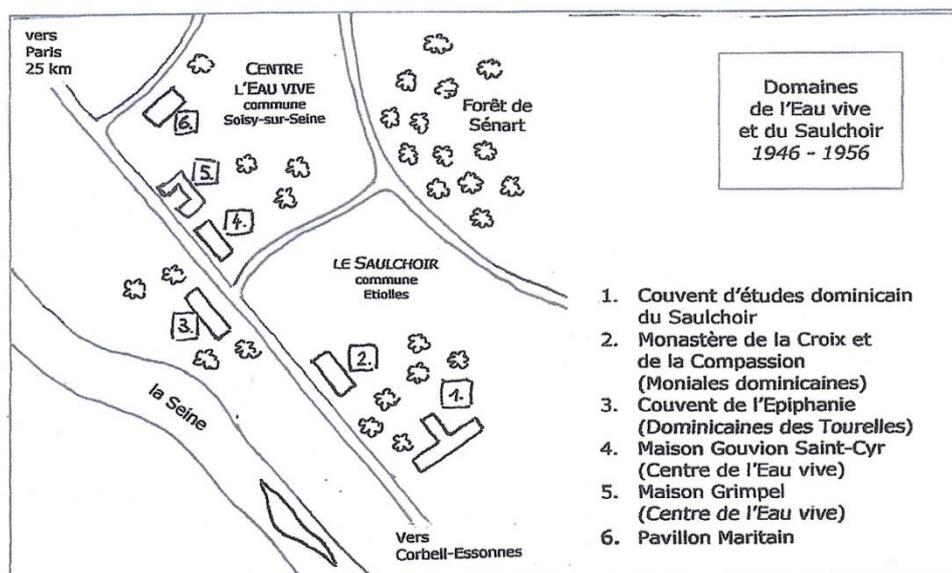 vers
Paris
25 km
CENTRE
L'EAU VIVE
commune
Soisy-sur-Seine
6.
5.
4.
Forêt de
Sénart
Domaines
de l'Eau vive
et du Saulchoir
1946 - 1956
LE SAULCHOIR
commune
Etiolles
3.
2.
1.
la Seine
Vers
Corbeil-Essonnes
1. Couvent d'études dominicain
du Saulchoir
2. Monastère de la Croix et
de la Compassion
(Moniales dominicaines)
3. Couvent de l'Epiphanie
(Dominicaines des Tourelles)
4. Maison Gouvion Saint-Cyr
(Centre de l'Eau vive)
5. Maison Grimpel
(Centre de l'Eau vive)
6. Pavillon Maritain